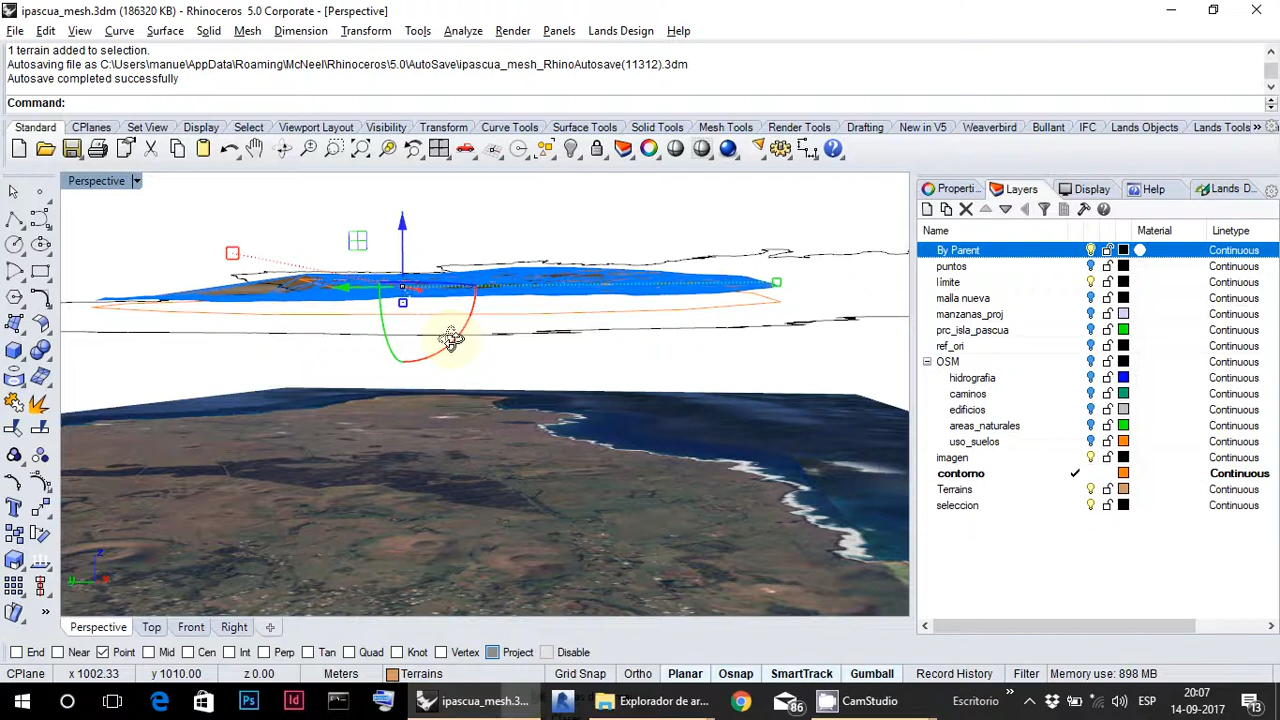 ipascua_mesh.3dm (186320 KB) - Rhinoceros 5.0 Corporate - [Perspective]
File Edit View Curve Surface Solid Mesh Dimension Transform Tools Analyze Render Panels Lands Design Help
1 terrain added to selection.
Autosaving file as C:\Users\manue\AppData\Roaming\McNeel\Rhinoceros\5.0\AutoSave\ipascua_mesh_RhinoAutosave(11312).3dm
Autosave completed successfully
Command:
Standard CPlanes Set View Display Select Viewport Layout Visibility Transform Curve Tools Surface Tools Solid Tools Mesh Tools Render Tools Drafting New in V5 Weaverbird Bullant IFC Lands Objects Lands Tools »
Perspective
Properti... Layers Display Help Lands D...
Name Material Linetype
By Parent Continuous
puntos Continuous
límite Continuous
malla nueva Continuous
manzanas_proj Continuous
prc_isla_pascua Continuous
ref_ori Continuous
OSM Continuous
hidrografia Continuous
caminos Continuous
edificios Continuous
areas_naturales Continuous
uso_suelos Continuous
imagen Continuous
contorno Continuous
Terrains Continuous
seleccion Continuous
z
y x
Perspective Top Front Right
End Near Point Mid Cen Int Perp Tan Quad Knot Vertex Project Disable
CPlane x 1002.33 y 1010.00 z 0.00 Meters Terrains Grid Snap Ortho Planar Osnap SmartTrack Gumball Record History Filter Memory use: 898 MB
Ps Id ipascua_mesh.3... Explorador de ar... 86 CamStudio Escritorio » ESP 20:07
14-09-2017 13